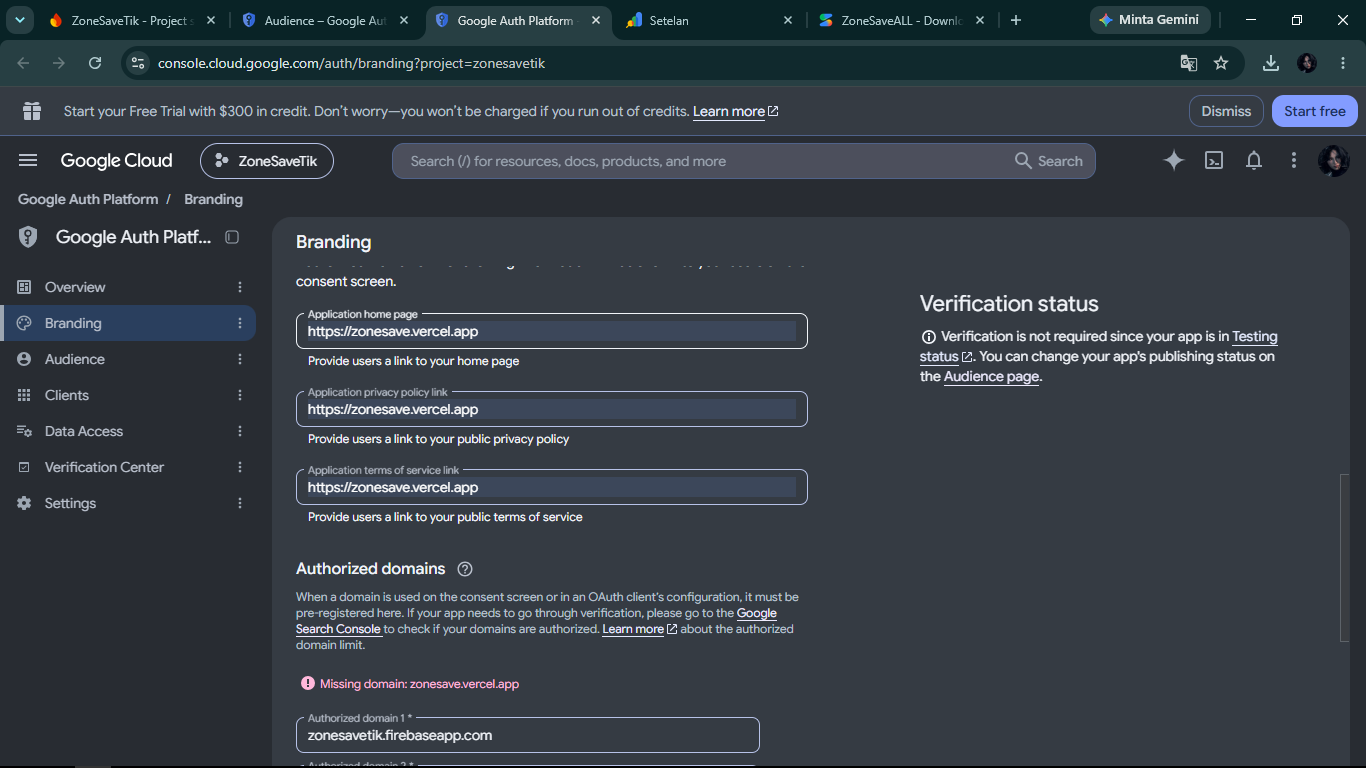 ZoneSaveTik - Project s
Audience – Google Aut
Google Auth Platform
Setelan
ZoneSaveALL - Downlo
Minta Gemini
console.cloud.google.com/auth/branding?project=zonesavetik
Start your Free Trial with $300 in credit. Don't worry—you won't be charged if you run out of credits. Learn more
Dismiss
Start free
Google Cloud
ZoneSaveTik
Search (/) for resources, docs, products, and more
Search
Google Auth Platform / Branding
Google Auth Platf...
Overview
Branding
Audience
Clients
Data Access
Verification Center
Settings
Branding
consent screen.
Application home page
https://zonesave.vercel.app
Provide users a link to your home page
Application privacy policy link
https://zonesave.vercel.app
Provide users a link to your public privacy policy
Application terms of service link
https://zonesave.vercel.app
Provide users a link to your public terms of service
Authorized domains
When a domain is used on the consent screen or in an OAuth client's configuration, it must be
pre-registered here. If your app needs to go through verification, please go to the Google
Search Console to check if your domains are authorized. Learn more about the authorized
domain limit.
Missing domain: zonesave.vercel.app
Authorized domain 1 *
zonesavetik.firebaseapp.com
Authorized domain 2 *
Verification status
Verification is not required since your app is in Testing
status. You can change your app's publishing status on
the Audience page.